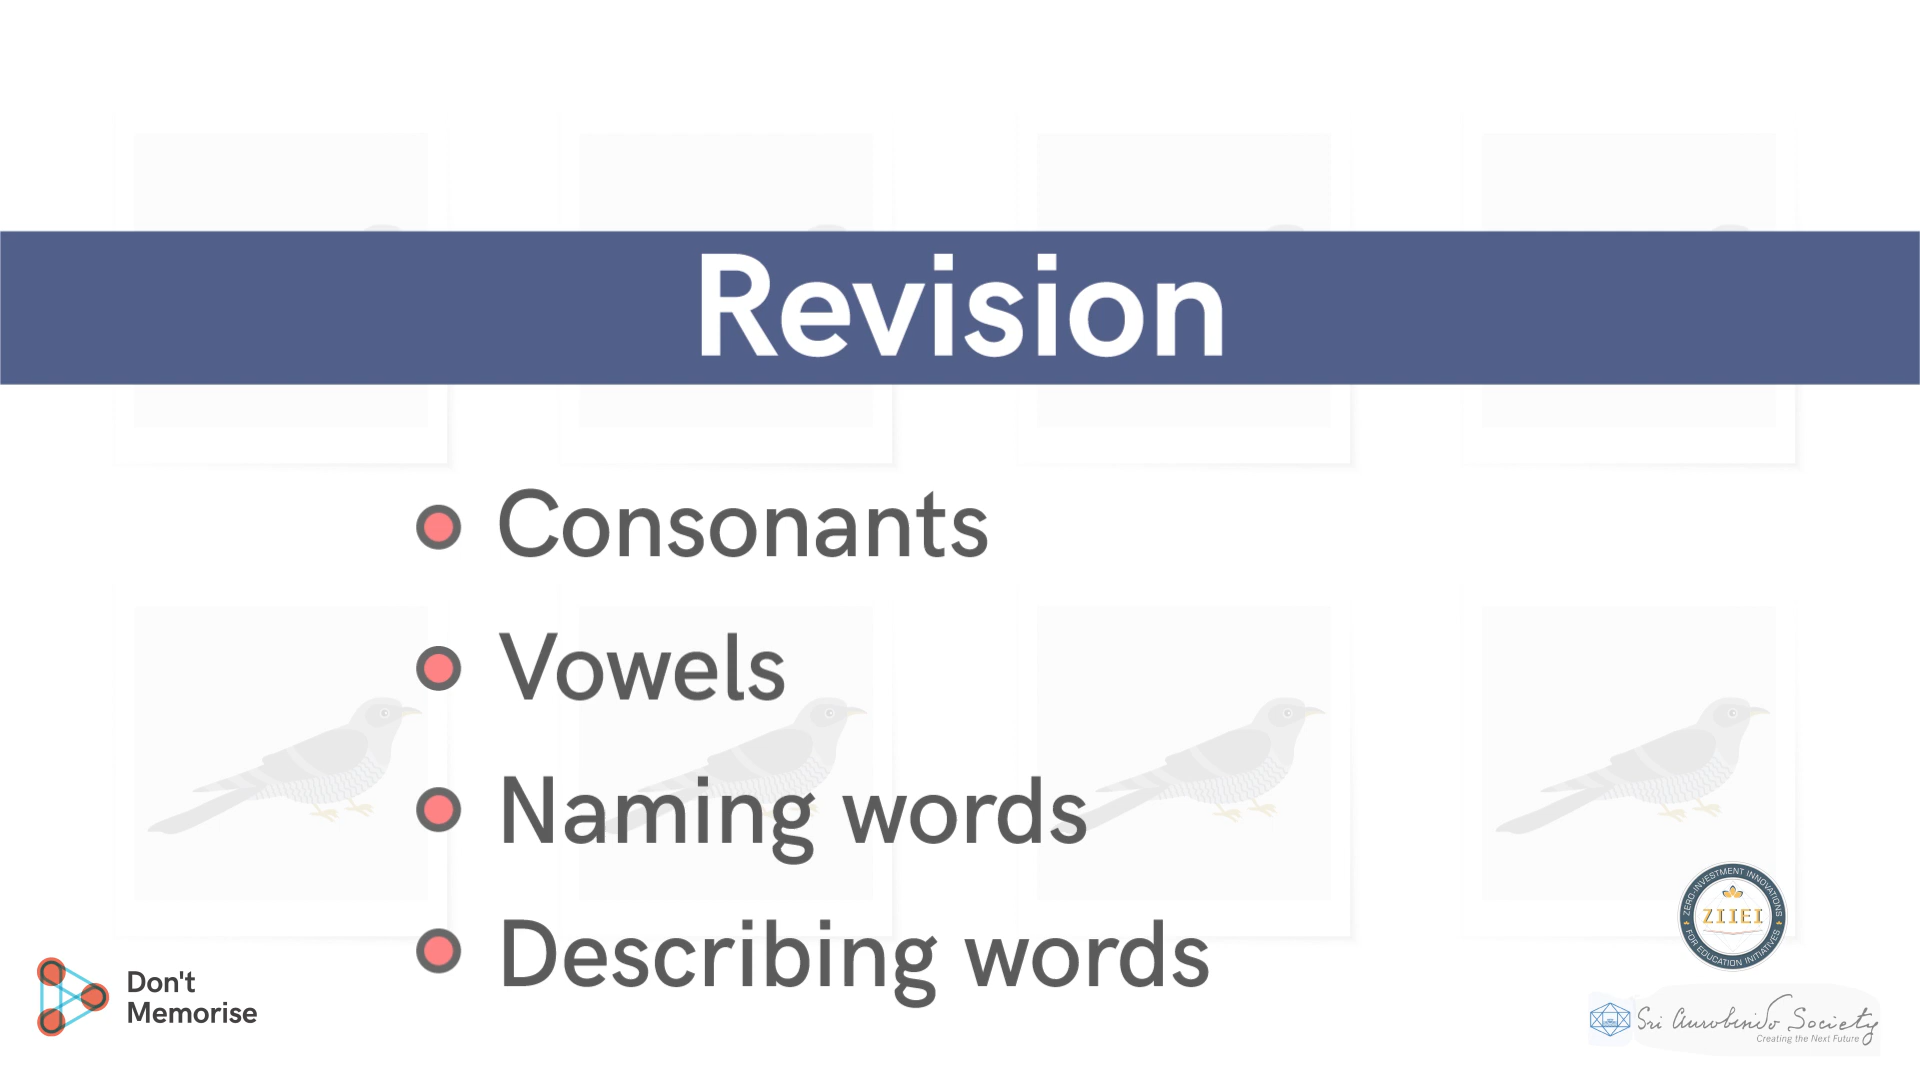 Revision
Consonants
Vowels
Naming words
Describing words
Don't
Memorise
ZERO-INVESTMENT INNOVATIONS
ZIIEI
FOR EDUCATION INITIATIVES
Sri Aurobindo Society
Creating the Next Future